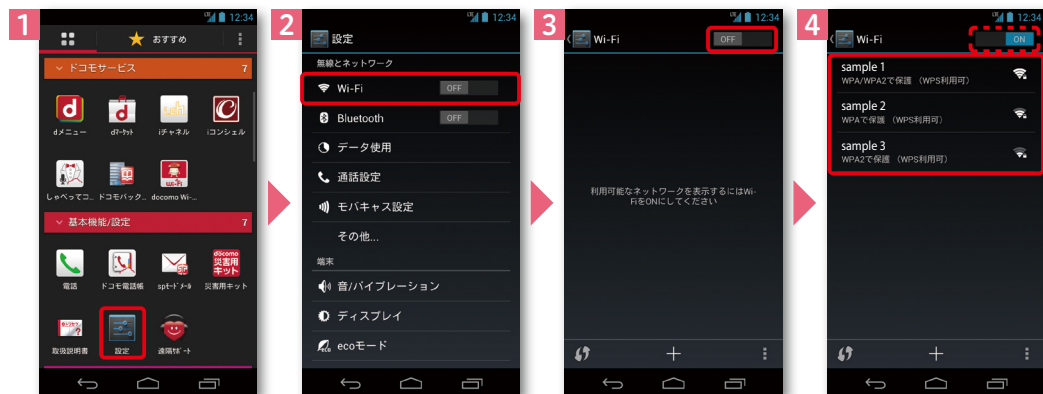 1
LTE 12:34
おすすめ
ドコモサービス 7
dメニュー dマーケット iチャネル iコンシェル
しゃべってコ... ドコモバック... docomo Wi-...
基本機能/設定 7
docomo
災害用
キット
電話 ドコモ電話帳 spモードメール 災害用キット
取扱説明書 設定 遠隔サポート
2
LTE 12:34
設定
無線とネットワーク
Wi-Fi OFF
Bluetooth OFF
データ使用
通話設定
モバキャス設定
その他...
端末
音/バイブレーション
ディスプレイ
ecoモード
3
LTE 12:34
Wi-Fi OFF
利用可能なネットワークを表示するにはWi-
FiをONにしてください
4
LTE 12:34
Wi-Fi ON
sample 1
WPA/WPA2で保護 （WPS利用可）
sample 2
WPAで保護 （WPS利用可）
sample 3
WPA2で保護 （WPS利用可）